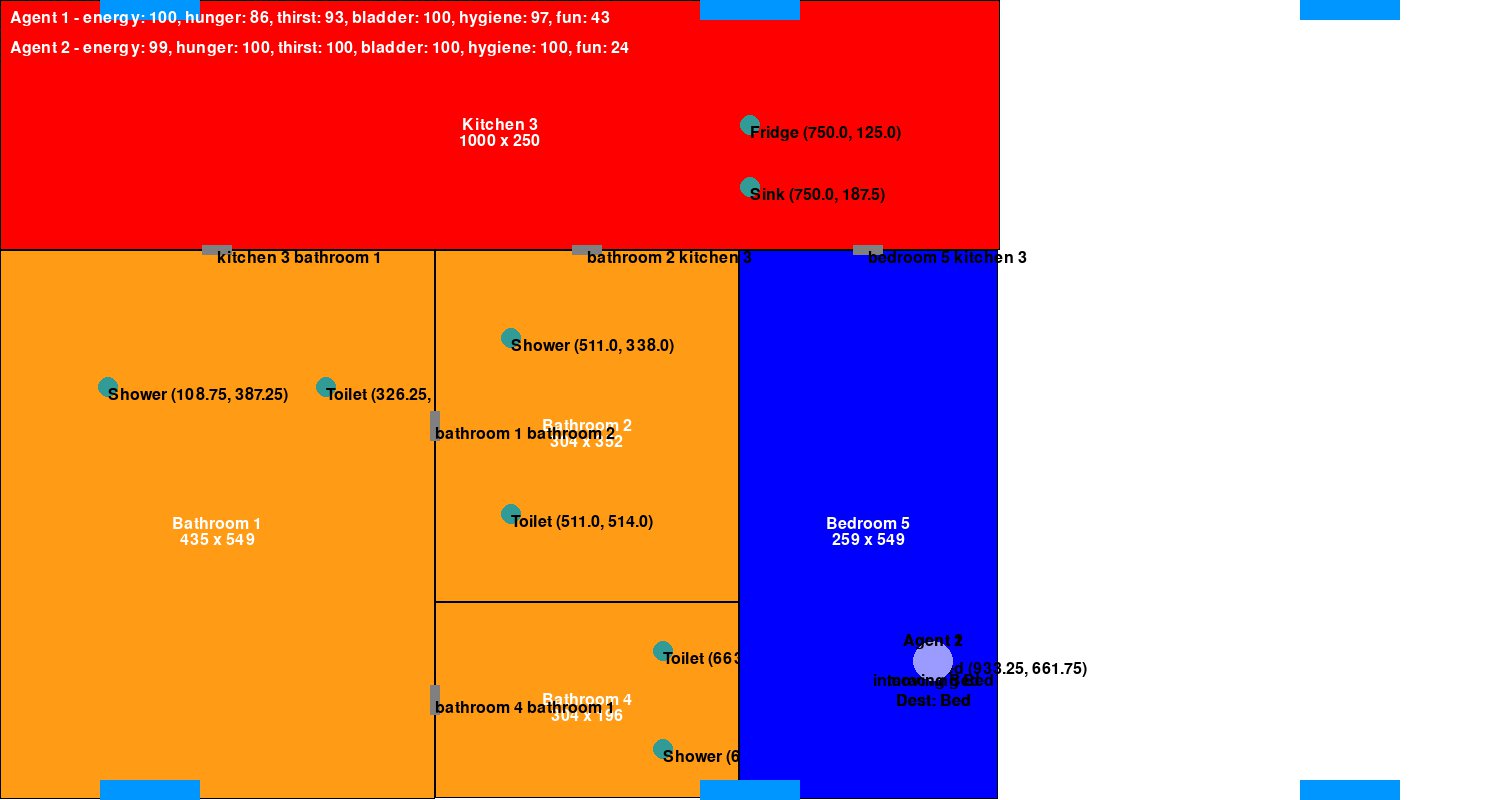 Agent 1 - energy: 100, hunger: 86, thirst: 93, bladder: 100, hygiene: 97, fun: 43
Agent 2 - energy: 99, hunger: 100, thirst: 100, bladder: 100, hygiene: 100, fun: 24
Kitchen 3
1000 x 250
Fridge (750.0, 125.0)
Sink (750.0, 187.5)
kitchen 3 bathroom 1
bathroom 2 kitchen 3
bedroom 5 kitchen 3
Shower (511.0, 338.0)
Shower (108.75, 387.25)
Toilet (326.25,
Bathroom 2
304 x 352
bathroom 1 bathroom 2
Toilet (511.0, 514.0)
Bathroom 1
435 x 549
Bedroom 5
259 x 549
Agent
Toilet (663
(933.25, 661.75)
Bed
Dest: Bed
Bathroom 4
304 x 196
bathroom 4 bathroom 1
Shower (6